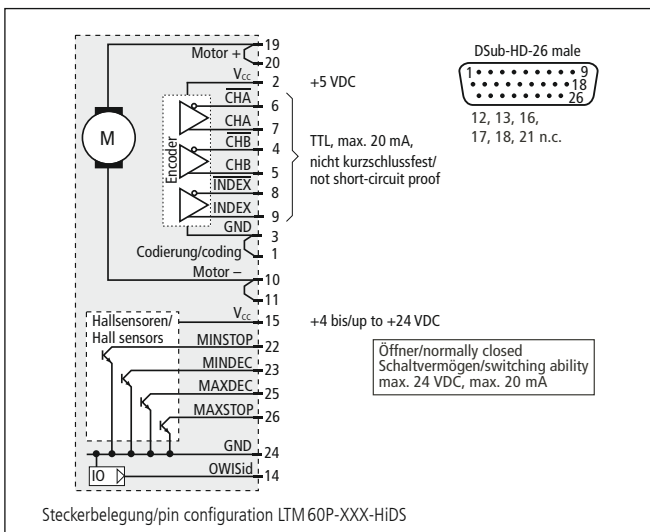 Motor + 19
20
V_CC 2 +5 VDC
C̅H̅A̅ 6
CHA 7
C̅H̅B̅ 4
CHB 5
I̅N̅D̅E̅X̅ 8
INDEX 9
GND 3
Codierung/coding 1
Motor – 10
11
M
Encoder
TTL, max. 20 mA,
nicht kurzschlussfest/
not short-circuit proof
DSub-HD-26 male
1 9
18
26
12, 13, 16,
17, 18, 21 n.c.
V_CC 15 +4 bis/up to +24 VDC
Hallsensoren/
Hall sensors
MINSTOP 22
MINDEC 23
MAXDEC 25
MAXSTOP 26
GND 24
OWISid 14
IO
Öffner/normally closed
Schaltvermögen/switching ability
max. 24 VDC, max. 20 mA
Steckerbelegung/pin configuration LTM 60P-XXX-HiDS